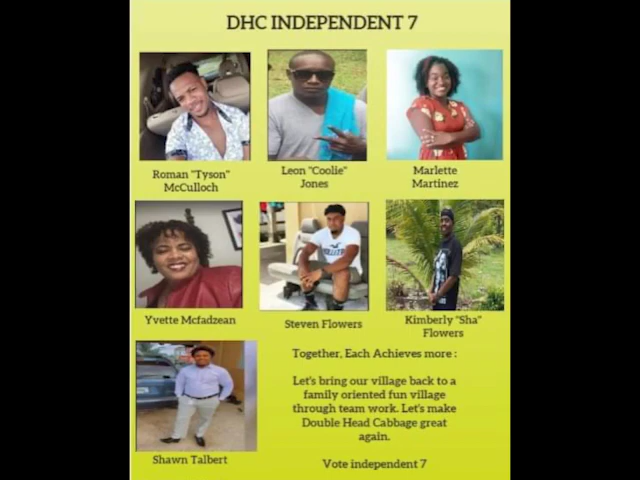 DHC INDEPENDENT 7
Roman "Tyson"
McCulloch
Leon "Coolie"
Jones
Marlette
Martinez
Yvette Mcfadzean
Steven Flowers
Kimberly "Sha"
Flowers
Shawn Talbert
Together, Each Achieves more :
Let's bring our village back to a
family oriented fun village
through team work. Let's make
Double Head Cabbage great
again.
Vote independent 7